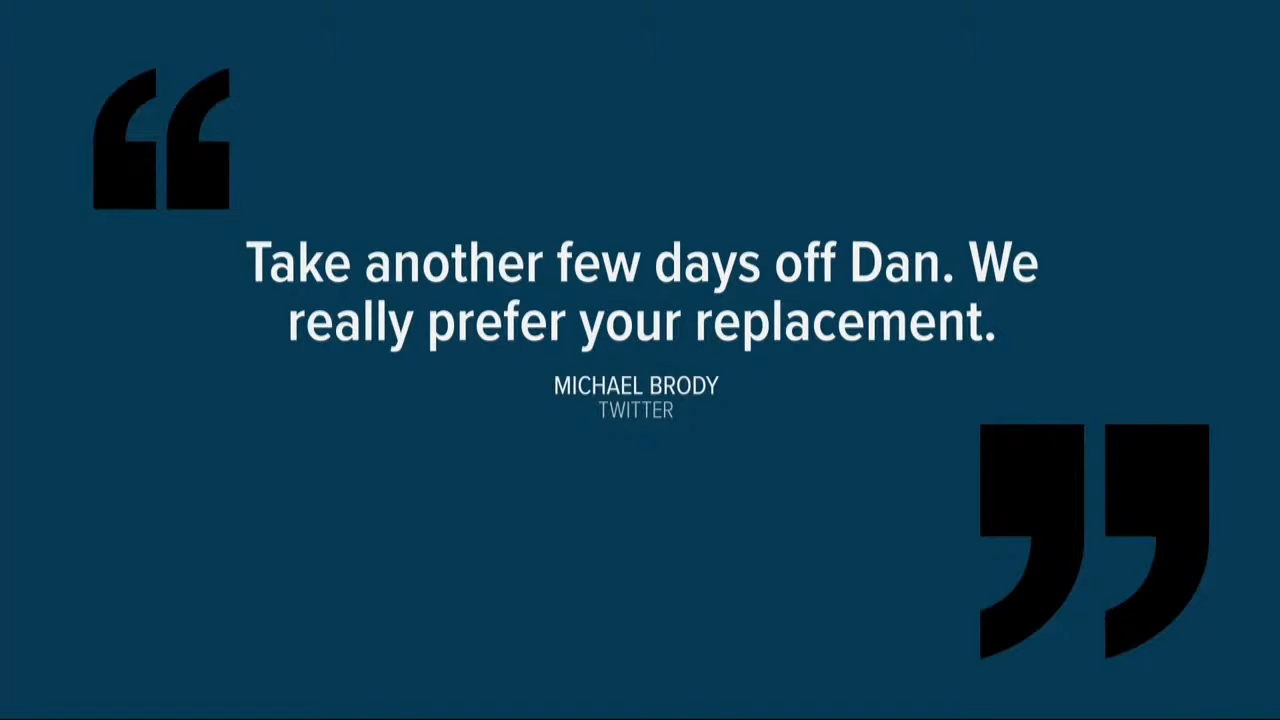 Take another few days off Dan. We
really prefer your replacement.
MICHAEL BRODY
TWITTER